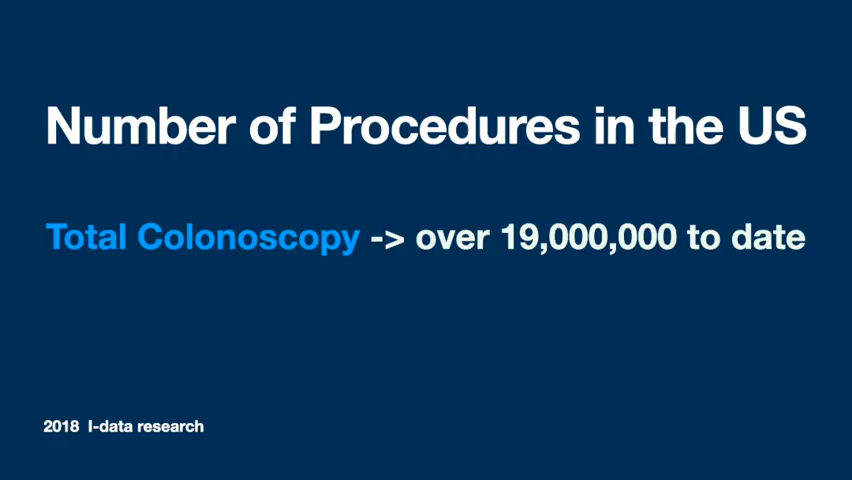 Number of Procedures in the US
Total Colonoscopy -> over 19,000,000 to date
2018 I-data research